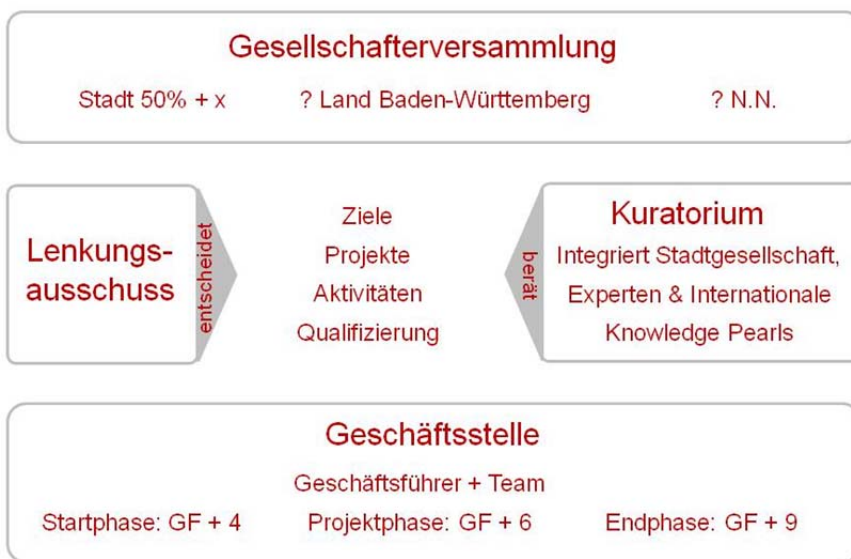 Gesellschafterversammlung
Stadt 50% + x ? Land Baden-Württemberg ? N.N.
Lenkungs-
ausschuss
entscheidet
Ziele
Projekte
Aktivitäten
Qualifizierung
berät
Kuratorium
Integriert Stadtgesellschaft,
Experten & Internationale
Knowledge Pearls
Geschäftsstelle
Geschäftsführer + Team
Startphase: GF + 4 Projektphase: GF + 6 Endphase: GF + 9